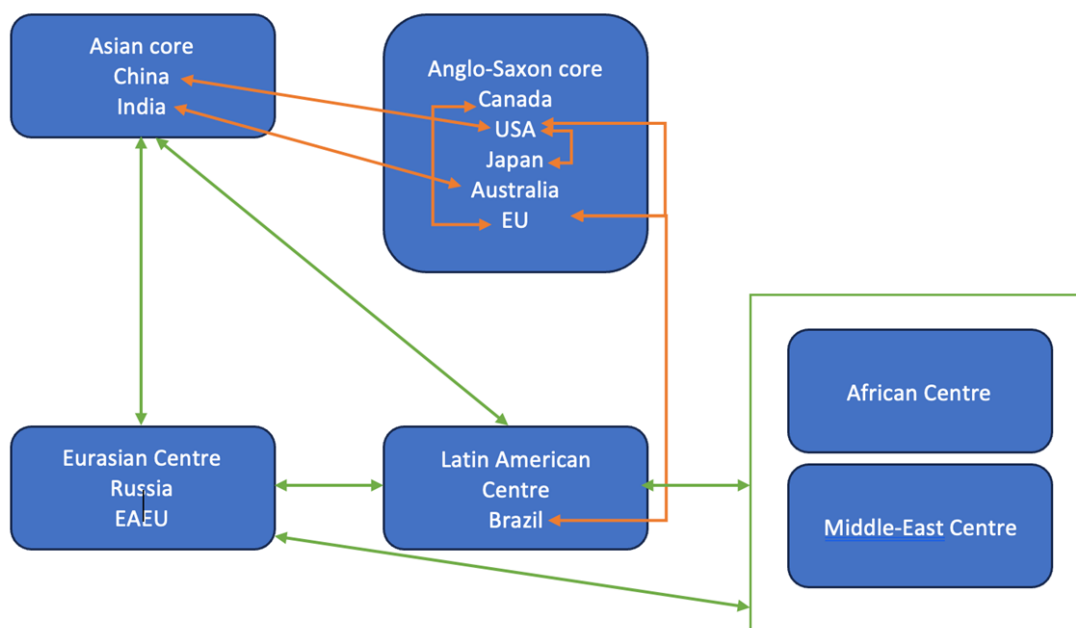 Asian core
China
India
Anglo-Saxon core
Canada
USA
Japan
Australia
EU
Eurasian Centre
Russia
EAEU
Latin American
Centre
Brazil
African Centre
Middle-East Centre